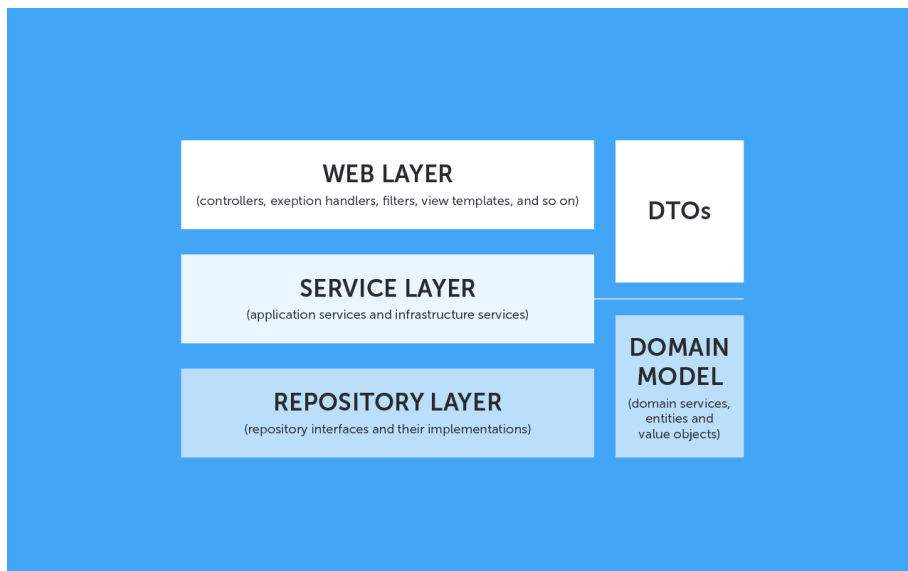 WEB LAYER
(controllers, exeption handlers, filters, view templates, and so on)
DTOs
SERVICE LAYER
(application services and infrastructure services)
DOMAIN
MODEL
(domain services,
entities and
value objects)
REPOSITORY LAYER
(repository interfaces and their implementations)